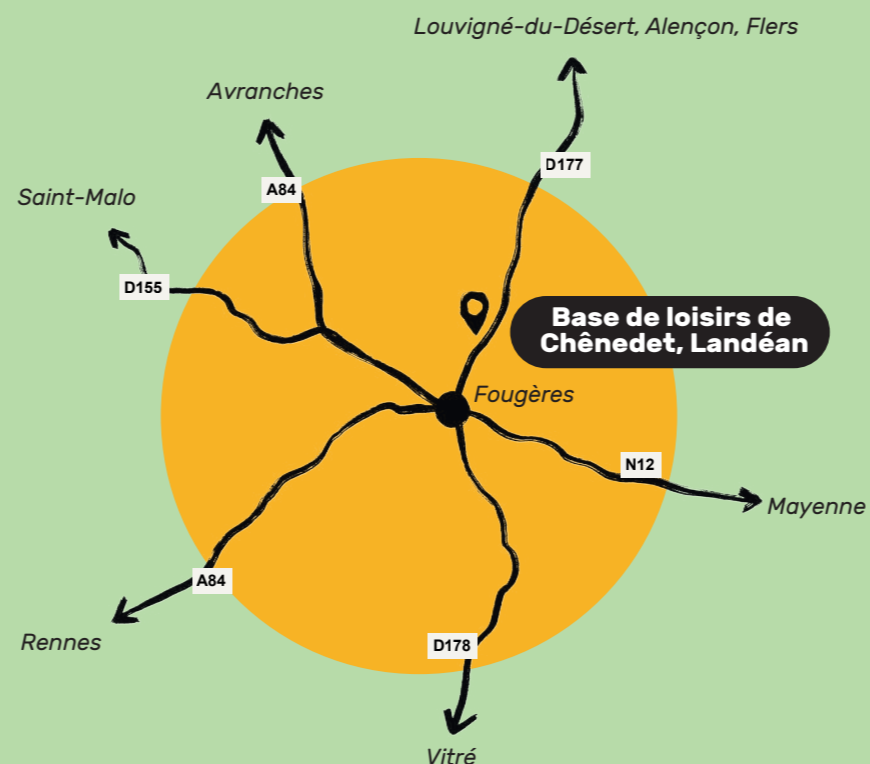 Louvigné-du-Désert, Alençon, Flers
Avranches
D177
A84
Saint-Malo
D155
Base de loisirs de
Chênedet, Landéan
Fougères
N12
Mayenne
A84
Rennes
D178
Vitré